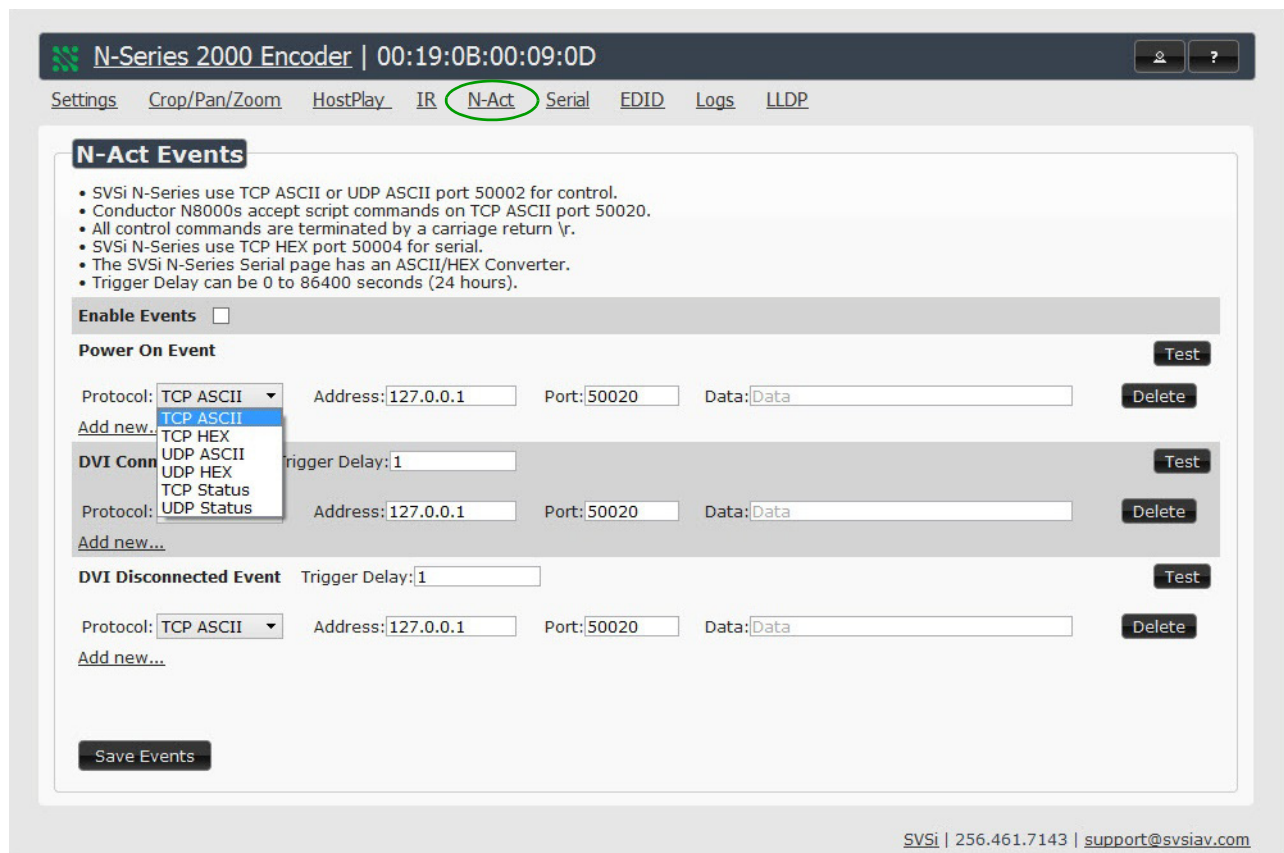 N-Series 2000 Encoder | 00:19:0B:00:09:0D ?
Settings Crop/Pan/Zoom HostPlay IR N-Act Serial EDID Logs LLDP
N-Act Events
• SVSi N-Series use TCP ASCII or UDP ASCII port 50002 for control.
• Conductor N8000s accept script commands on TCP ASCII port 50020.
• All control commands are terminated by a carriage return \r.
• SVSi N-Series use TCP HEX port 50004 for serial.
• The SVSi N-Series Serial page has an ASCII/HEX Converter.
• Trigger Delay can be 0 to 86400 seconds (24 hours).
Enable Events
Power On Event Test
Protocol: TCP ASCII Address: 127.0.0.1 Port: 50020 Data: Data Delete
Add new...
TCP ASCII
TCP HEX
UDP ASCII
UDP HEX
TCP Status
UDP Status
DVI Trigger Delay: 1 Test
Protocol: Address: 127.0.0.1 Port: 50020 Data: Data Delete
Add new...
DVI Disconnected Event Trigger Delay: 1 Test
Protocol: TCP ASCII Address: 127.0.0.1 Port: 50020 Data: Data Delete
Add new...
Save Events
SVSi | 256.461.7143 | support@svsiav.com